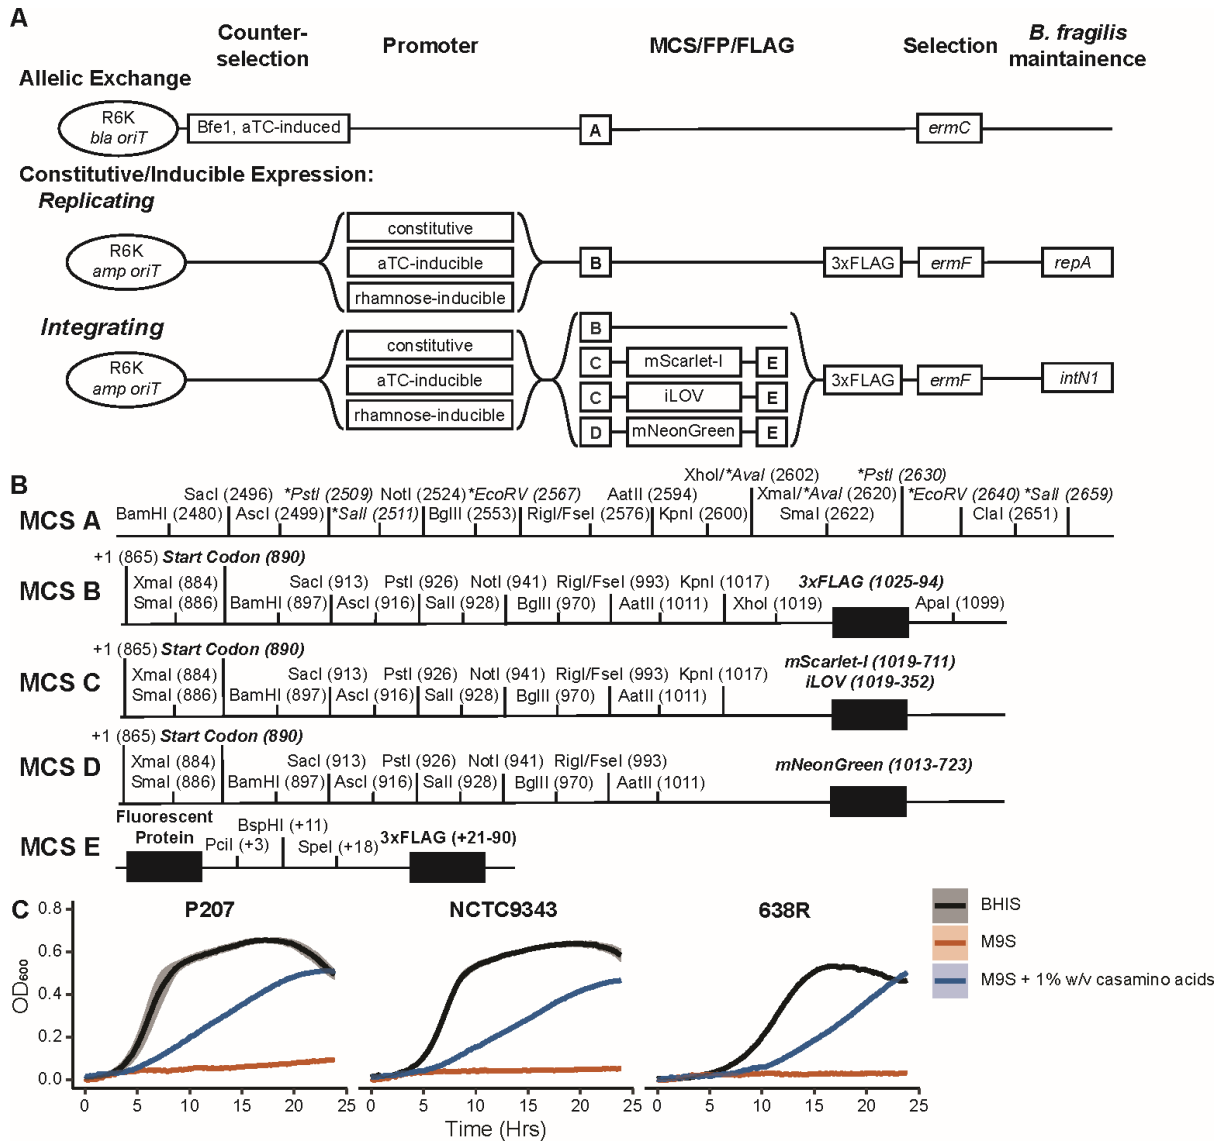 A
Counter-
selection
Promoter
MCS/FP/FLAG
Selection
B. fragilis
maintainence
Allelic Exchange
R6K
bla oriT
Bfe1, aTC-induced
A
ermC
Constitutive/Inducible Expression:
Replicating
R6K
amp oriT
constitutive
aTC-inducible
rhamnose-inducible
B
3xFLAG
ermF
repA
Integrating
R6K
amp oriT
constitutive
aTC-inducible
rhamnose-inducible
B
C mScarlet-I E
C iLOV E
D mNeonGreen E
3xFLAG
ermF
intN1
B
XhoI/*AvaI (2602) *PstI (2630)
SacI (2496) *PstI (2509) NotI (2524) *EcoRV (2567) AatII (2594) XmaI/*AvaI (2620) *EcoRV (2640) *SalI (2659)
MCS A BamHI (2480) AscI (2499) *SalI (2511) BglII (2553) RigI/FseI (2576) KpnI (2600) SmaI (2622) ClaI (2651)
+1 (865) Start Codon (890)
XmaI (884) SacI (913) PstI (926) NotI (941) RigI/FseI (993) KpnI (1017) 3xFLAG (1025-94)
MCS B SmaI (886) BamHI (897) AscI (916) SalI (928) BglII (970) AatII (1011) XhoI (1019) ApaI (1099)
+1 (865) Start Codon (890)
XmaI (884) SacI (913) PstI (926) NotI (941) RigI/FseI (993) KpnI (1017) mScarlet-I (1019-711)
MCS C SmaI (886) BamHI (897) AscI (916) SalI (928) BglII (970) AatII (1011) iLOV (1019-352)
+1 (865) Start Codon (890)
XmaI (884) SacI (913) PstI (926) NotI (941) RigI/FseI (993)
MCS D SmaI (886) BamHI (897) AscI (916) SalI (928) BglII (970) AatII (1011) mNeonGreen (1013-723)
Fluorescent
Protein
BspHI (+11)
MCS E PciI (+3) SpeI (+18) 3xFLAG (+21-90)
C
P207
NCTC9343
638R
BHIS
M9S
M9S + 1% w/v casamino acids
OD600
0.8
0.6
0.4
0.2
0.0
0 5 10 15 20 25
0 5 10 15 20 25
0 5 10 15 20 25
Time (Hrs)